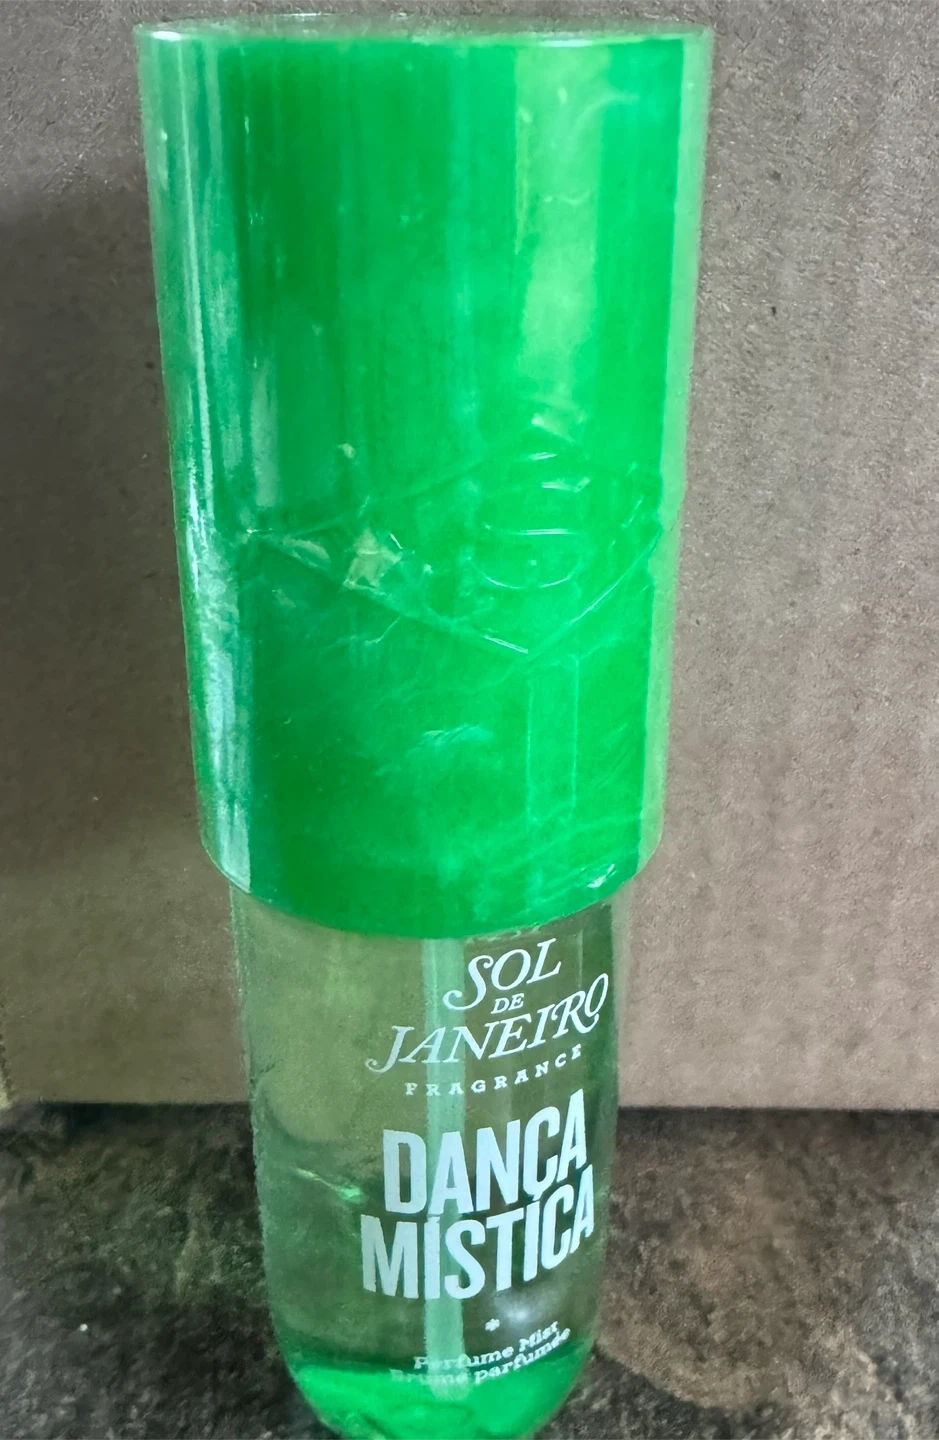 SOL
DE
JANEIRO
FRAGRANCE
DANÇA
MÍSTICA
Perfume Mist
Brume parfumée